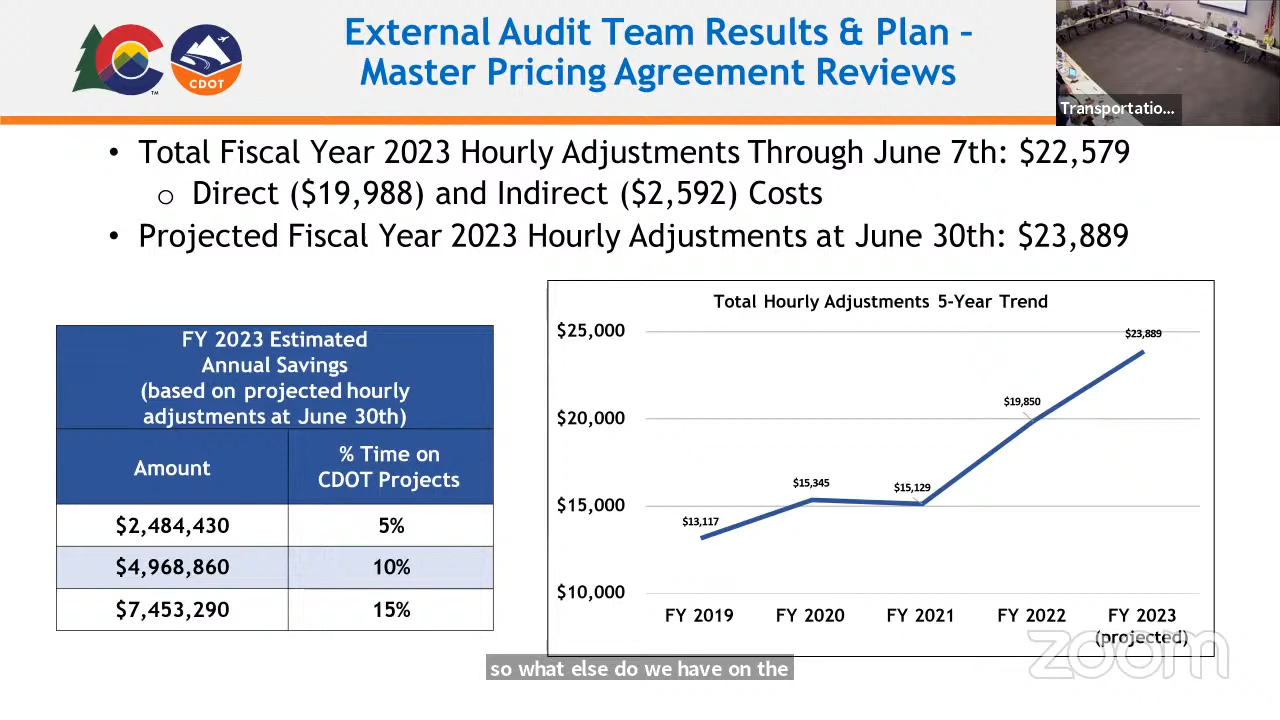 External Audit Team Results & Plan –
Master Pricing Agreement Reviews
CDOT
TM
Transportatio...
• Total Fiscal Year 2023 Hourly Adjustments Through June 7th: $22,579
o Direct ($19,988) and Indirect ($2,592) Costs
• Projected Fiscal Year 2023 Hourly Adjustments at June 30th: $23,889
FY 2023 Estimated
Annual Savings
(based on projected hourly
adjustments at June 30th)
Amount
% Time on
CDOT Projects
$2,484,430 5%
$4,968,860 10%
$7,453,290 15%
Total Hourly Adjustments 5-Year Trend
$25,000
$20,000
$15,000
$10,000
$13,117
$15,345
$15,129
$19,850
$23,889
FY 2019 FY 2020 FY 2021 FY 2022 FY 2023
(projected)
zoom
so what else do we have on the